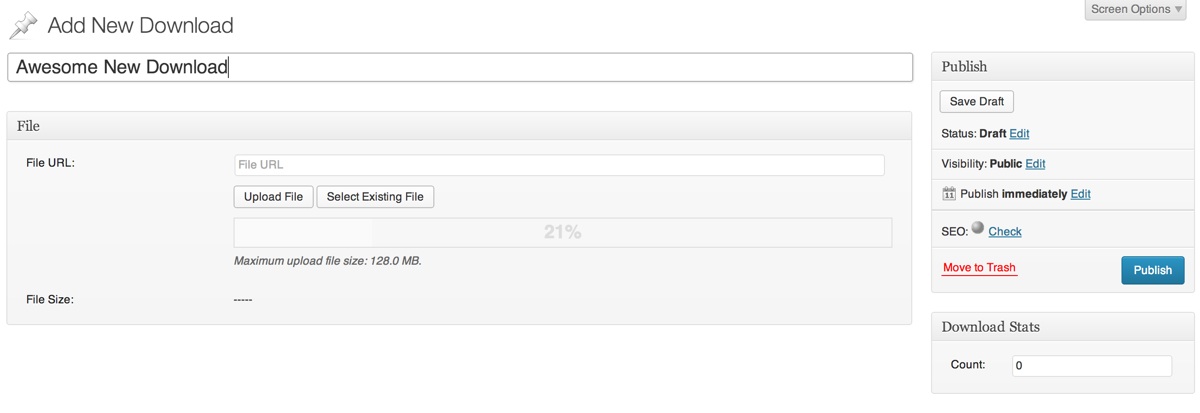 Screen Options ▼
Add New Download
Awesome New Download
File
File URL:
File URL
Upload File
Select Existing File
21%
Maximum upload file size: 128.0 MB.
File Size:
-----
Publish
Save Draft
Status: Draft Edit
Visibility: Public Edit
11 Publish immediately Edit
SEO: Check
Move to Trash
Publish
Download Stats
Count:
0